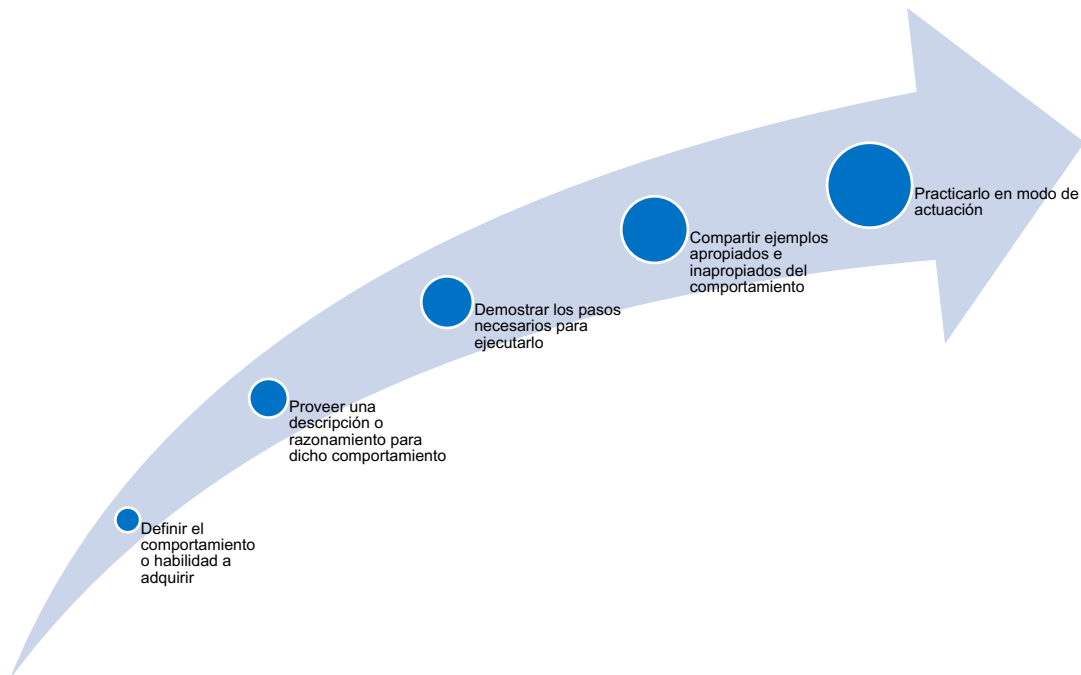 Definir el
comportamiento
o habilidad a
adquirir
Proveer una
descripción o
razonamiento para
dicho comportamiento
Demostrar los pasos
necesarios para
ejecutarlo
Compartir ejemplos
apropiados e
inapropiados del
comportamiento
Practicarlo en modo de
actuación